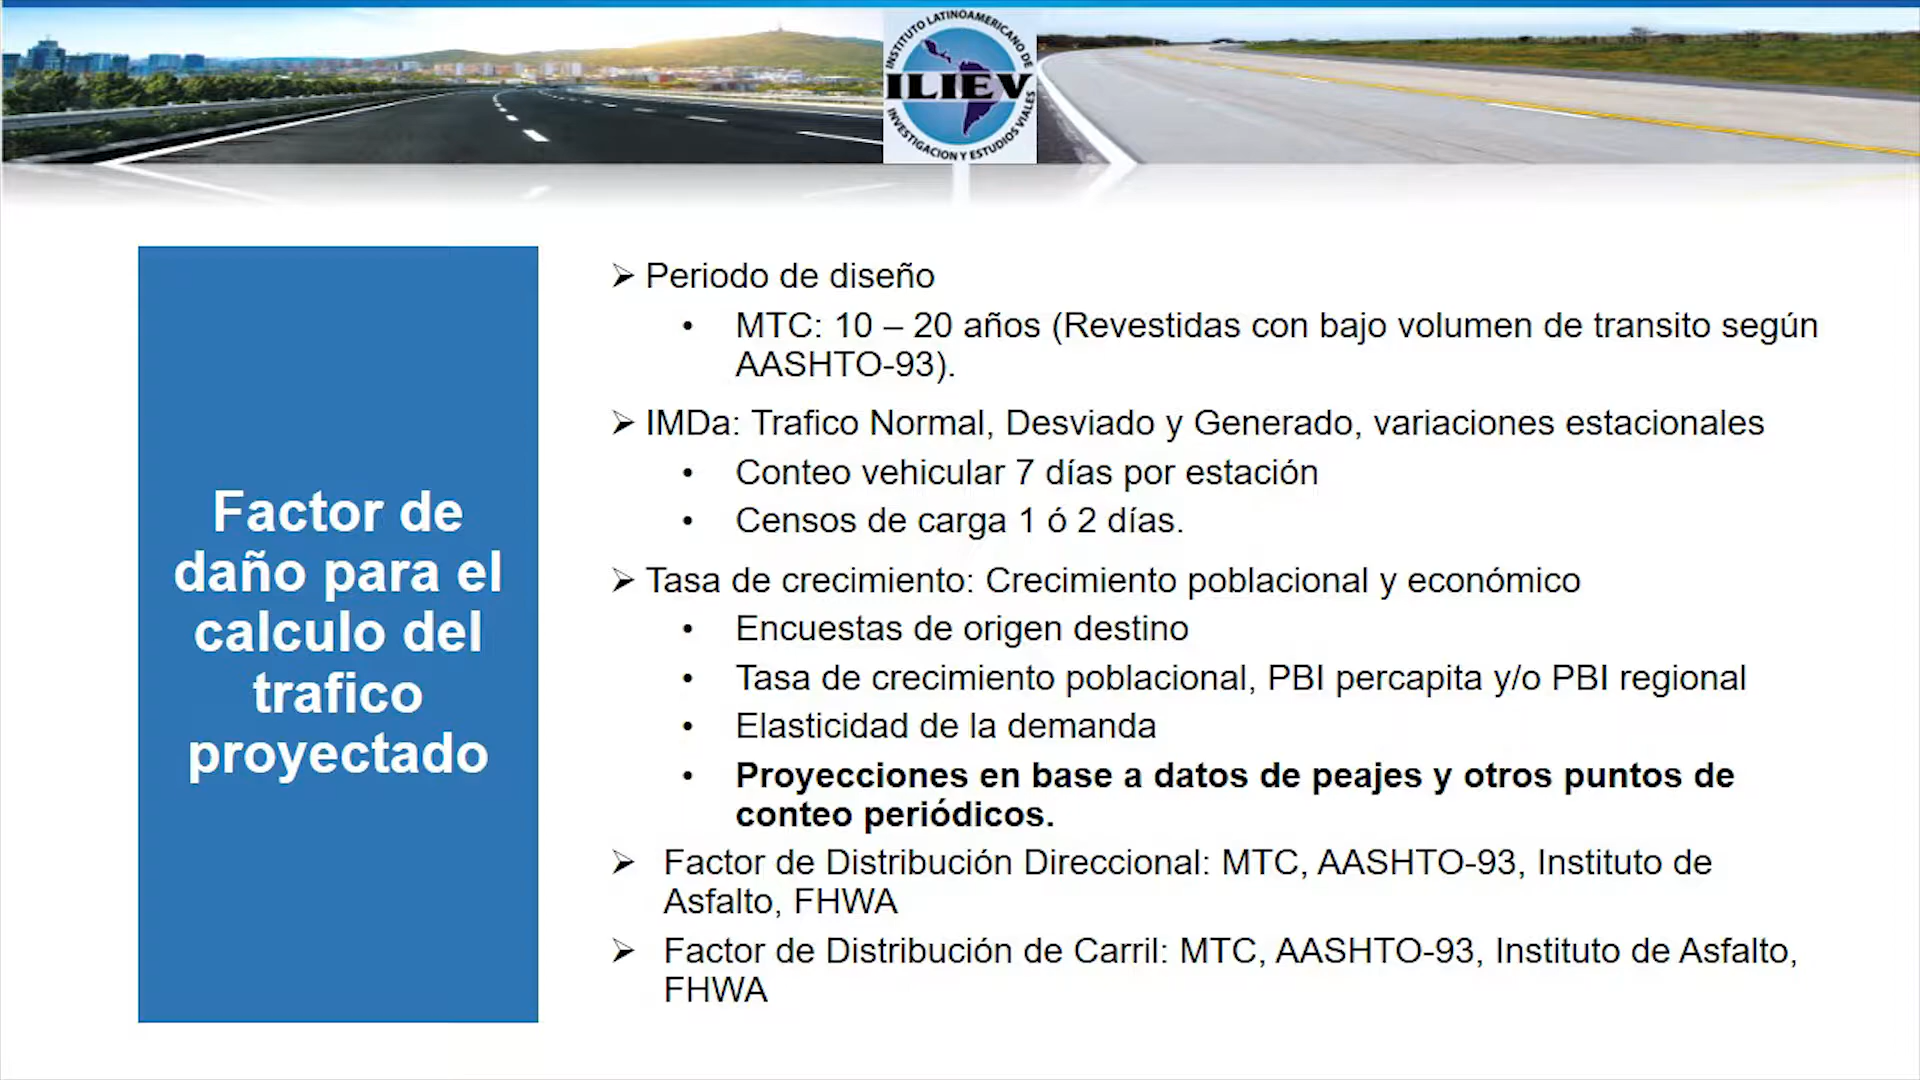 INSTITUTO LATINOAMERICANO DE
ILIEV
INVESTIGACION Y ESTUDIOS VIALES
Factor de
daño para el
calculo del
trafico
proyectado
➢ Periodo de diseño
• MTC: 10 – 20 años (Revestidas con bajo volumen de transito según
AASHTO-93).
➢ IMDa: Trafico Normal, Desviado y Generado, variaciones estacionales
• Conteo vehicular 7 días por estación
• Censos de carga 1 ó 2 días.
➢ Tasa de crecimiento: Crecimiento poblacional y económico
• Encuestas de origen destino
• Tasa de crecimiento poblacional, PBI percapita y/o PBI regional
• Elasticidad de la demanda
• Proyecciones en base a datos de peajes y otros puntos de
conteo periódicos.
➢ Factor de Distribución Direccional: MTC, AASHTO-93, Instituto de
Asfalto, FHWA
➢ Factor de Distribución de Carril: MTC, AASHTO-93, Instituto de Asfalto,
FHWA